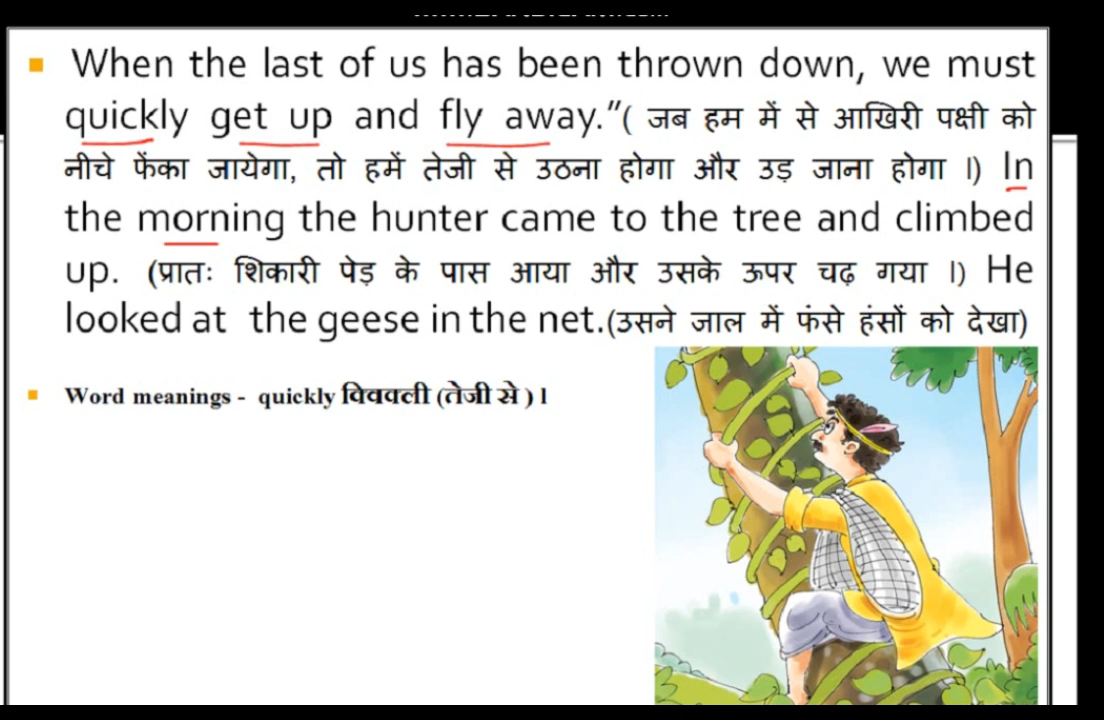 When the last of us has been thrown down, we must
quickly get up and fly away."( जब हम में से आखिरी पक्षी को
नीचे फेंका जायेगा, तो हमें तेजी से उठना होगा और उड़ जाना होगा ।) In
the morning the hunter came to the tree and climbed
up. (प्रातः शिकारी पेड़ के पास आया और उसके ऊपर चढ़ गया ।) He
looked at the geese in the net.(उसने जाल में फंसे हंसों को देखा)
Word meanings - quickly क्विक्ली (तेजी से ) l